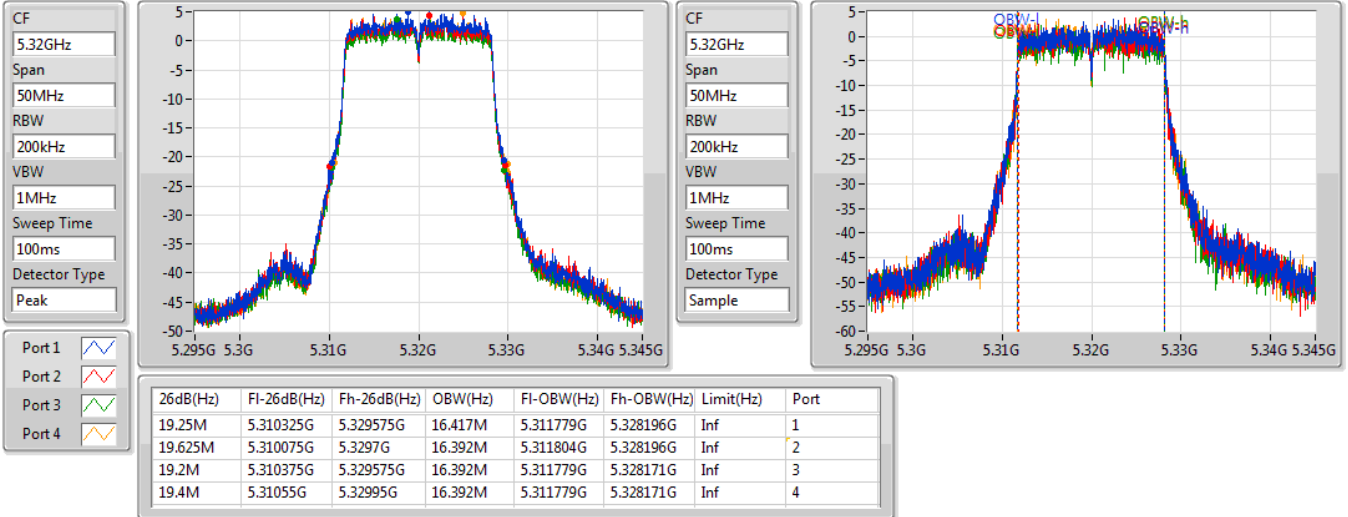 CF
5.32GHz
Span
50MHz
RBW
200kHz
VBW
1MHz
Sweep Time
100ms
Detector Type
Peak
5
0
-5
-10
-15
-20
-25
-30
-35
-40
-45
-50
5.295G 5.3G 5.31G 5.32G 5.33G 5.34G 5.345G
CF
5.32GHz
Span
50MHz
RBW
200kHz
VBW
1MHz
Sweep Time
100ms
Detector Type
Sample
5
0
-5
-10
-15
-20
-25
-30
-35
-40
-45
-50
-55
-60
OBW-l
OBW-h
5.295G 5.3G 5.31G 5.32G 5.33G 5.34G 5.345G
Port 1
Port 2
Port 3
Port 4
26dB(Hz) Fl-26dB(Hz) Fh-26dB(Hz) OBW(Hz) Fl-OBW(Hz) Fh-OBW(Hz) Limit(Hz) Port
19.25M 5.310325G 5.329575G 16.417M 5.311779G 5.328196G Inf 1
19.625M 5.310075G 5.3297G 16.392M 5.311804G 5.328196G Inf 2
19.2M 5.310375G 5.329575G 16.392M 5.311779G 5.328171G Inf 3
19.4M 5.31055G 5.32995G 16.392M 5.311779G 5.328171G Inf 4